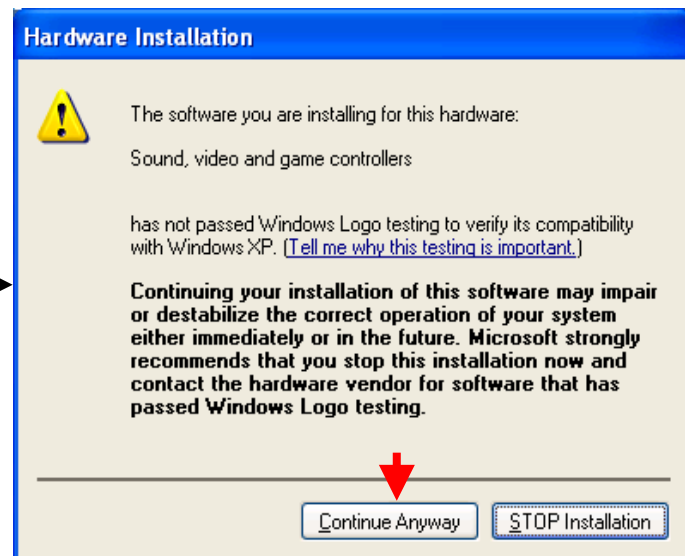 Hardware Installation
The software you are installing for this hardware:
Sound, video and game controllers
has not passed Windows Logo testing to verify its compatibility
with Windows XP. (Tell me why this testing is important.)
Continuing your installation of this software may impair
or destabilize the correct operation of your system
either immediately or in the future. Microsoft strongly
recommends that you stop this installation now and
contact the hardware vendor for software that has
passed Windows Logo testing.
Continue Anyway
STOP Installation